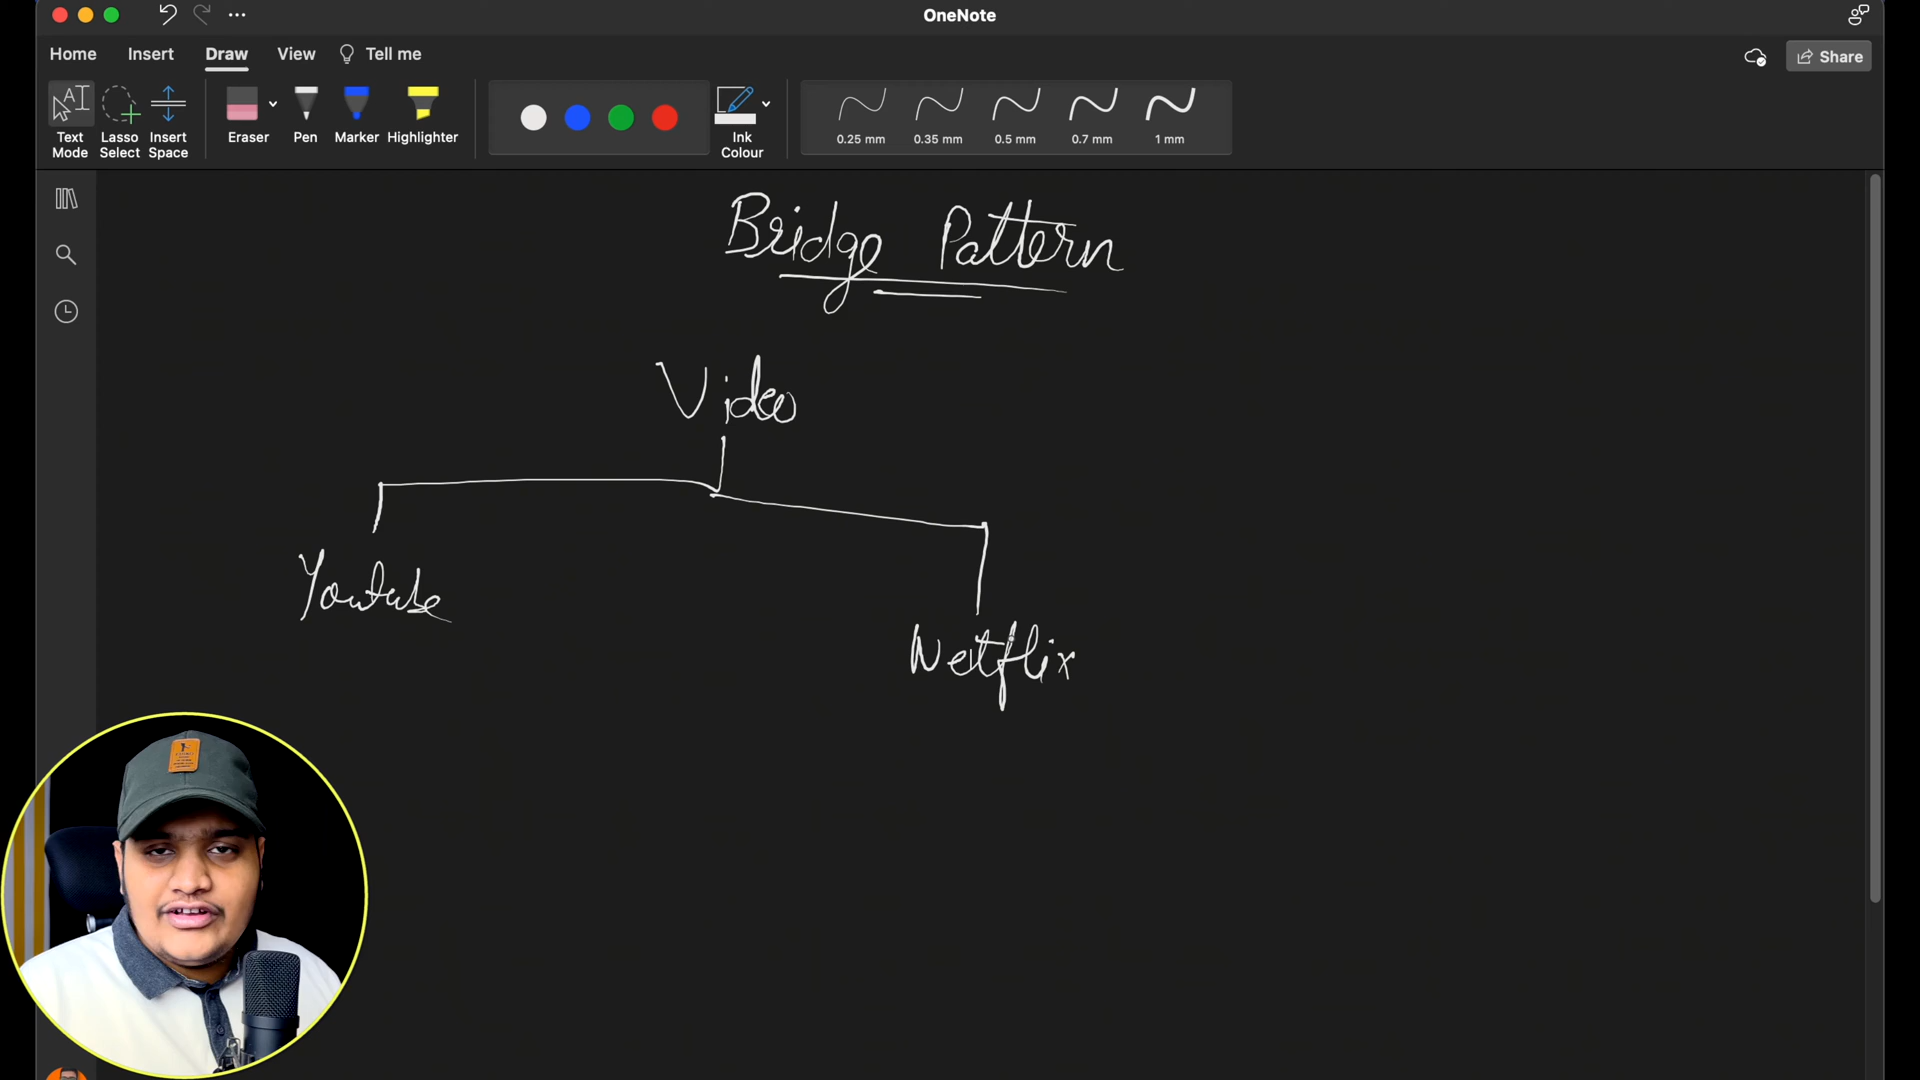 OneNote
Home Insert Draw View Tell me Share
Text Mode Lasso Select Insert Space Eraser Pen Marker Highlighter Ink Colour 0.25 mm 0.35 mm 0.5 mm 0.7 mm 1 mm
Bridge Pattern
Video
Youtube
Netflix